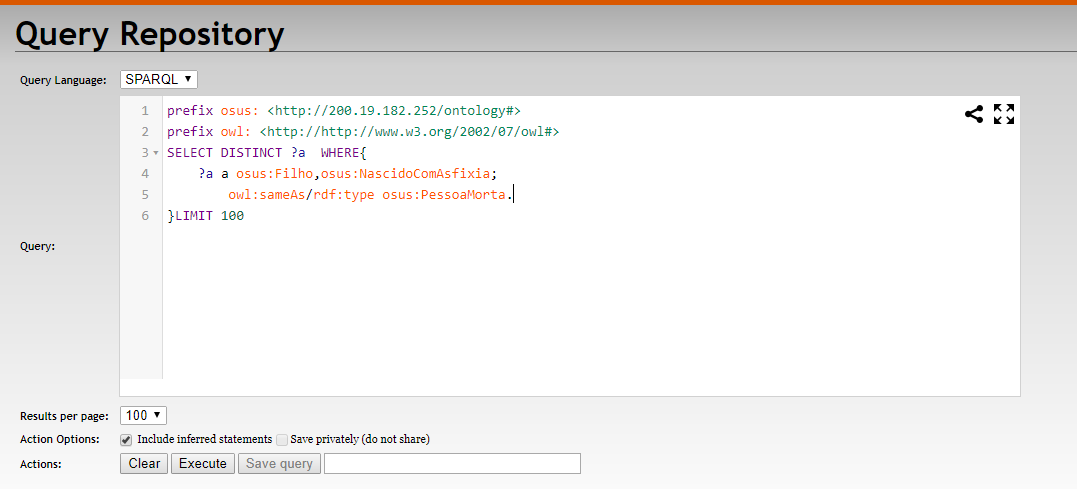 Query Repository
Query Language: SPARQL ▼
1 prefix osus: <http://200.19.182.252/ontology#>
2 prefix owl: <http://http://www.w3.org/2002/07/owl#>
3 SELECT DISTINCT ?a  WHERE{
4 ?a a osus:Filho,osus:NascidoComAsfixia;
5 owl:sameAs/rdf:type osus:PessoaMorta.
6 }LIMIT 100
Query:
Results per page: 100 ▼
Action Options: Include inferred statements Save privately (do not share)
Actions: Clear Execute Save query